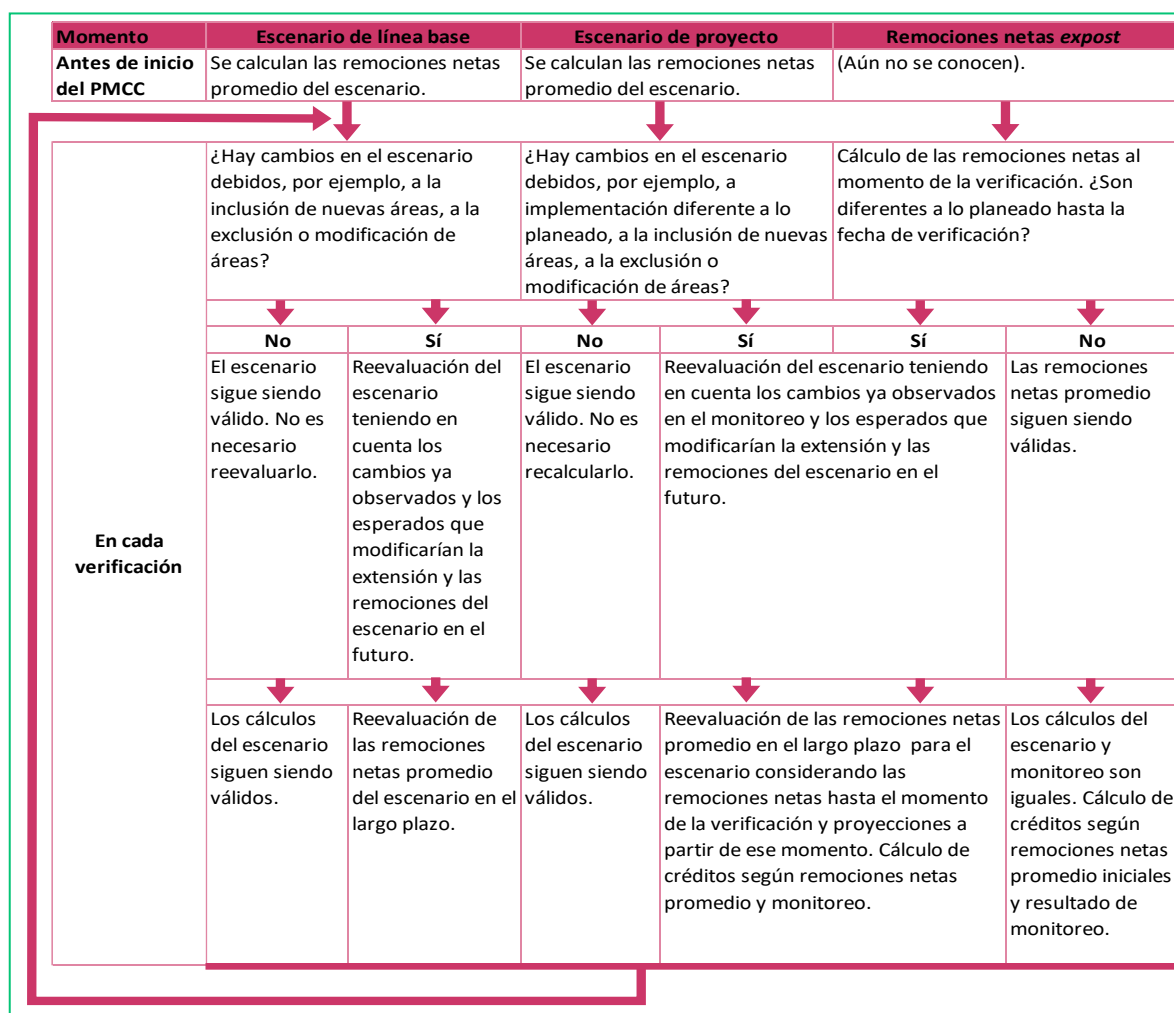 Momento
Escenario de línea base
Escenario de proyecto
Remociones netas expost
Antes de inicio
del PMCC
Se calculan las remociones netas
promedio del escenario.
Se calculan las remociones netas
promedio del escenario.
(Aún no se conocen).
En cada
verificación
¿Hay cambios en el escenario
debidos, por ejemplo, a la
inclusión de nuevas áreas, a la
exclusión o modificación de
áreas?
¿Hay cambios en el escenario
debidos, por ejemplo, a
implementación diferente a lo
planeado, a la inclusión de nuevas
áreas, a la exclusión o
modificación de áreas?
Cálculo de las remociones netas al
momento de la verificación. ¿Son
diferentes a lo planeado hasta la
fecha de verificación?
No
Sí
No
Sí
Sí
No
El escenario
sigue siendo
válido. No es
necesario
reevaluarlo.
Reevaluación del
escenario
teniendo en
cuenta los
cambios ya
observados y los
esperados que
modificarían la
extensión y las
remociones del
escenario en el
futuro.
El escenario
sigue siendo
válido. No es
necesario
recalcularlo.
Reevaluación del escenario teniendo
en cuenta los cambios ya observados
en el monitoreo y los esperados que
modificarían la extensión y las
remociones del escenario en el
futuro.
Las remociones
netas promedio
siguen siendo
válidas.
Los cálculos
del escenario
siguen siendo
válidos.
Reevaluación de
las remociones
netas promedio
del escenario en el
largo plazo.
Los cálculos
del escenario
siguen siendo
válidos.
Reevaluación de las remociones netas
promedio en el largo plazo para el
escenario considerando las
remociones netas hasta el momento
de la verificación y proyecciones a
partir de ese momento. Cálculo de
créditos según remociones netas
promedio y monitoreo.
Los cálculos del
escenario y
monitoreo son
iguales. Cálculo de
créditos según
remociones netas
promedio iniciales
y resultado de
monitoreo.